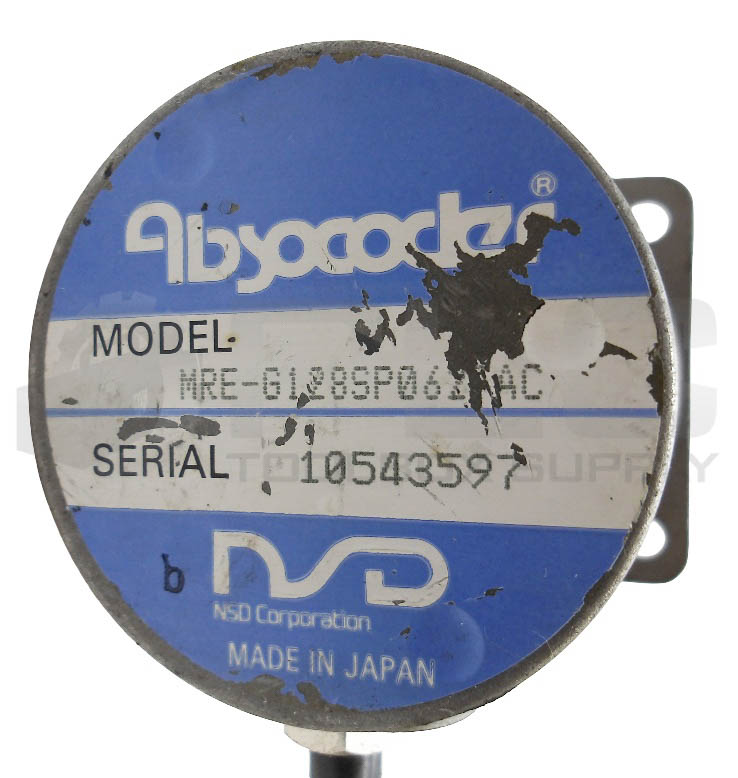 Absocoder®
MODEL
SERIAL 10543597
b
NSD
NSD Corporation
MADE IN JAPAN